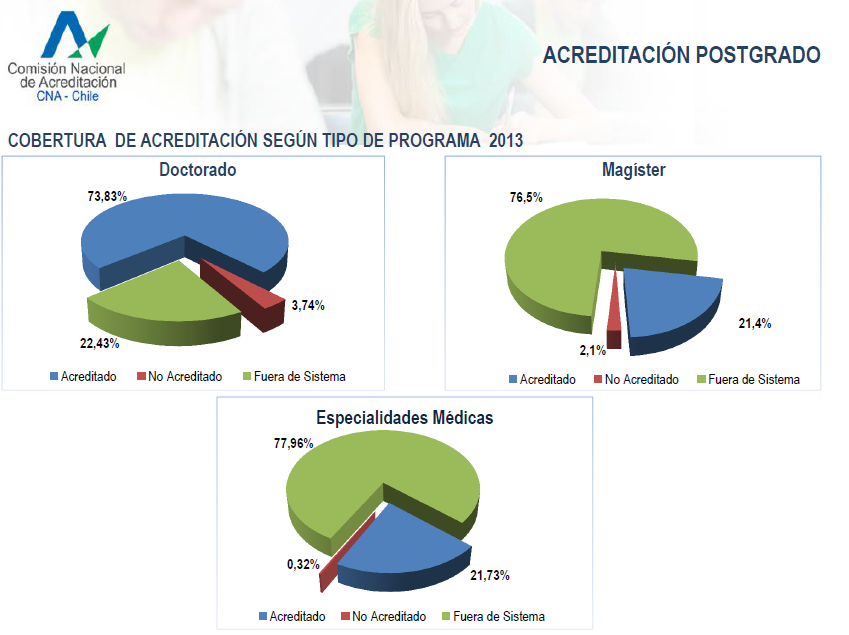 Comisión Nacional
de Acreditación
CNA - Chile
ACREDITACIÓN POSTGRADO
COBERTURA DE ACREDITACIÓN SEGÚN TIPO DE PROGRAMA 2013
Doctorado
73,83%
3,74%
22,43%
Acreditado No Acreditado Fuera de Sistema
Magíster
76,5%
21,4%
2,1%
Acreditado No Acreditado Fuera de Sistema
Especialidades Médicas
77,96%
0,32%
21,73%
Acreditado No Acreditado Fuera de Sistema